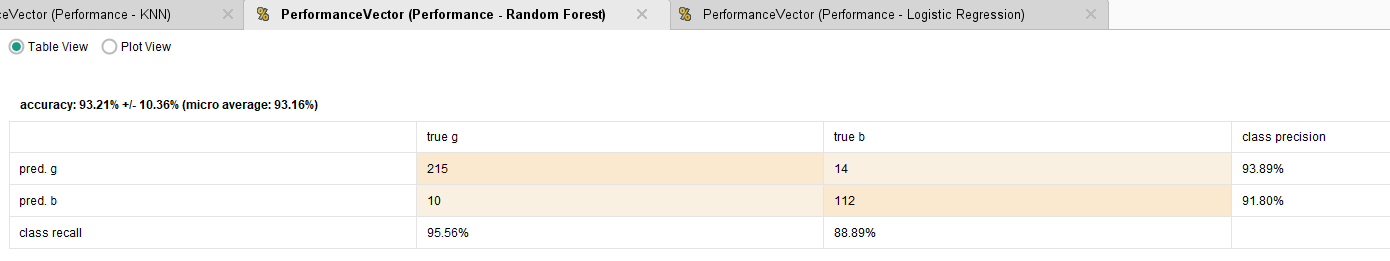 ceVector (Performance - KNN) PerformanceVector (Performance - Random Forest) PerformanceVector (Performance - Logistic Regression)
Table View Plot View
accuracy: 93.21% +/- 10.36% (micro average: 93.16%)
true g true b class precision
pred. g 215 14 93.89%
pred. b 10 112 91.80%
class recall 95.56% 88.89%